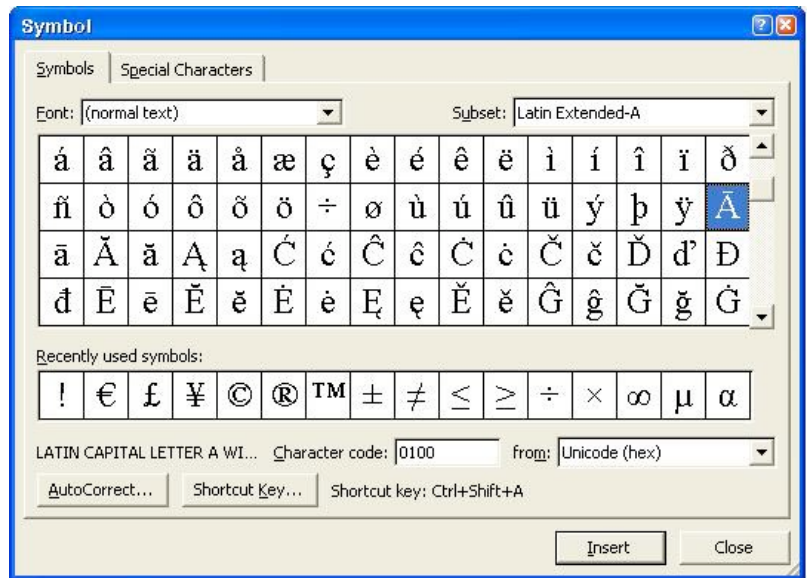 Symbol
Symbols Special Characters
Font: (normal text) Subset: Latin Extended-A
á â ã ä å æ ç è é ê ë ì í î ï ð
ñ ò ó ô õ ö ÷ ø ù ú û ü ý þ ÿ Ā
ā Ă ă Ą ą Ć ć Ĉ ĉ Ċ ċ Č č Ď ď Đ
đ Ē ē Ĕ ĕ Ė ė Ę ę Ě ě Ĝ ĝ Ğ ğ Ġ
Recently used symbols:
! € £ ¥ © ® ™ ± ≠ ≤ ≥ ÷ × ∞ µ α
LATIN CAPITAL LETTER A WI... Character code: 0100 from: Unicode (hex)
AutoCorrect... Shortcut Key... Shortcut key: Ctrl+Shift+A
Insert Close